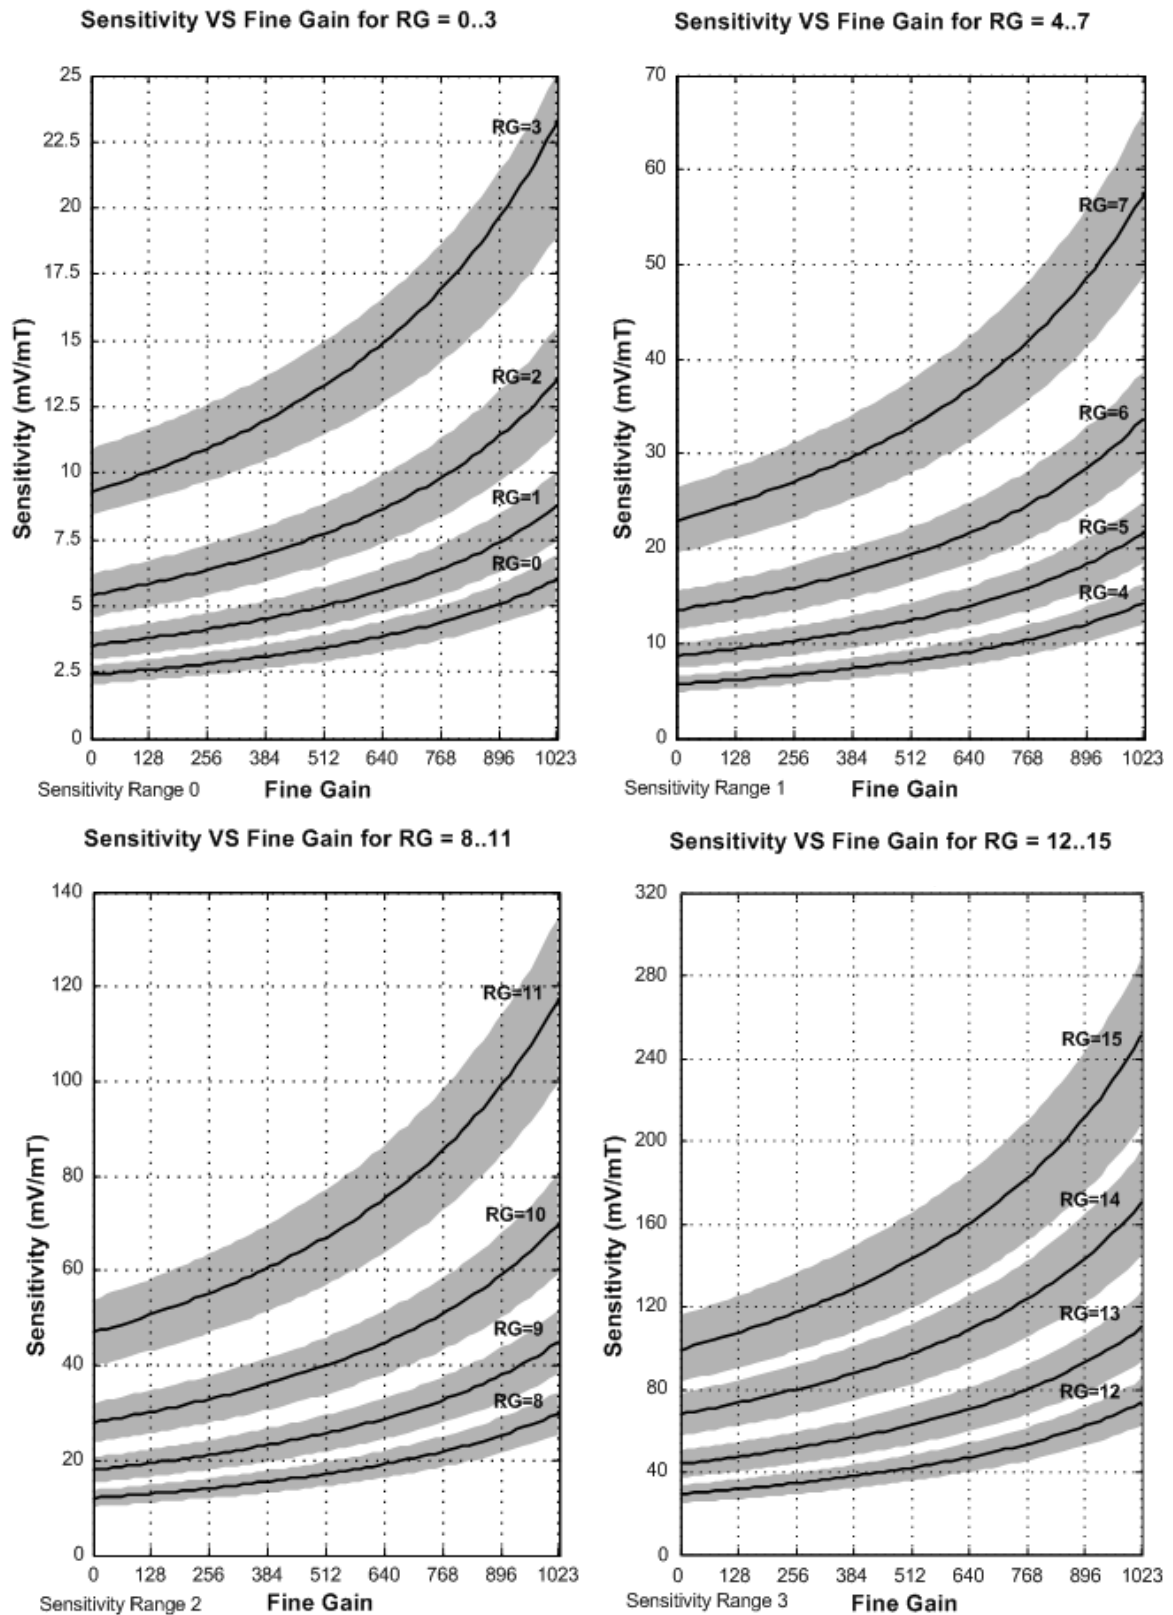 Sensitivity VS Fine Gain for RG = 0..3
25
22.5
20
17.5
15
12.5
10
7.5
5
2.5
0
Sensitivity (mV/mT)
RG=3
RG=2
RG=1
RG=0
0 128 256 384 512 640 768 896 1023
Sensitivity Range 0
Fine Gain
Sensitivity VS Fine Gain for RG = 4..7
70
60
50
40
30
20
10
0
Sensitivity (mV/mT)
RG=7
RG=6
RG=5
RG=4
0 128 256 384 512 640 768 896 1023
Sensitivity Range 1
Fine Gain
Sensitivity VS Fine Gain for RG = 8..11
140
120
100
80
60
40
20
0
Sensitivity (mV/mT)
RG=11
RG=10
RG=9
RG=8
0 128 256 384 512 640 768 896 1023
Sensitivity Range 2
Fine Gain
Sensitivity VS Fine Gain for RG = 12..15
320
280
240
200
160
120
80
40
0
Sensitivity (mV/mT)
RG=15
RG=14
RG=13
RG=12
0 128 256 384 512 640 768 896 1023
Sensitivity Range 3
Fine Gain